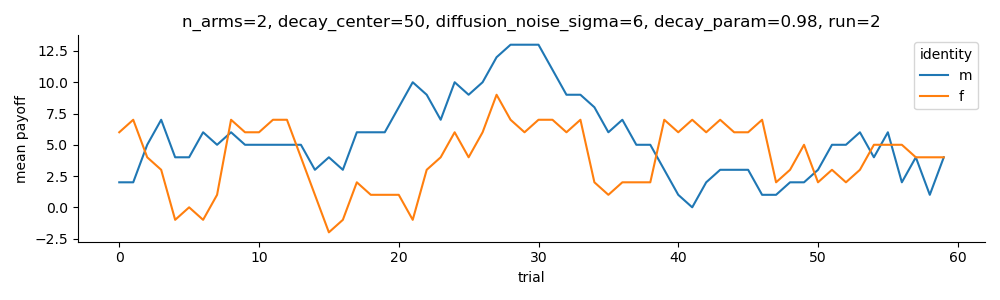 n_arms=2, decay_center=50, diffusion_noise_sigma=6, decay_param=0.98, run=2
identity
m
f
mean payoff
12.5
10.0
7.5
5.0
2.5
0.0
−2.5
0 10 20 30 40 50 60
trial